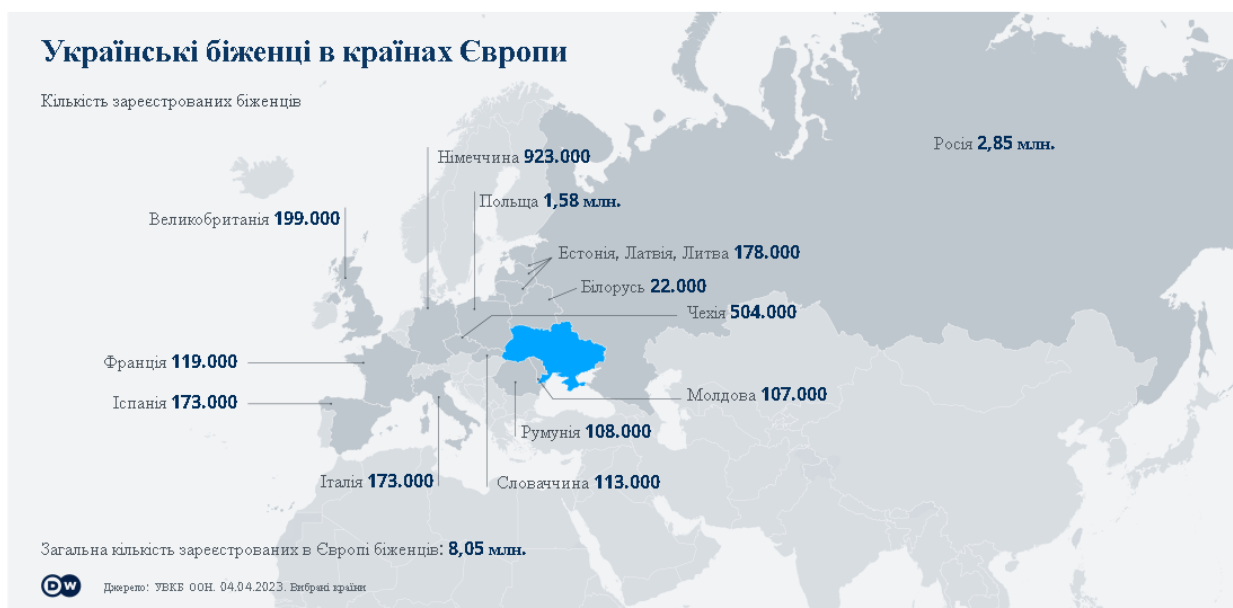 Українські біженці в країнах Європи
Кількість зареєстрованих біженців
Росія 2,85 млн.
Німеччина 923.000
Польща 1,58 млн.
Великобританія 199.000
Естонія, Латвія, Литва 178.000
Білорусь 22.000
Чехія 504.000
Франція 119.000
Іспанія 173.000
Молдова 107.000
Румунія 108.000
Італія 173.000
Словаччина 113.000
Загальна кількість зареєстрованих в Європі біженців: 8,05 млн.
DW Джерело: УВКБ ООН. 04.04.2023. Вибрані країни